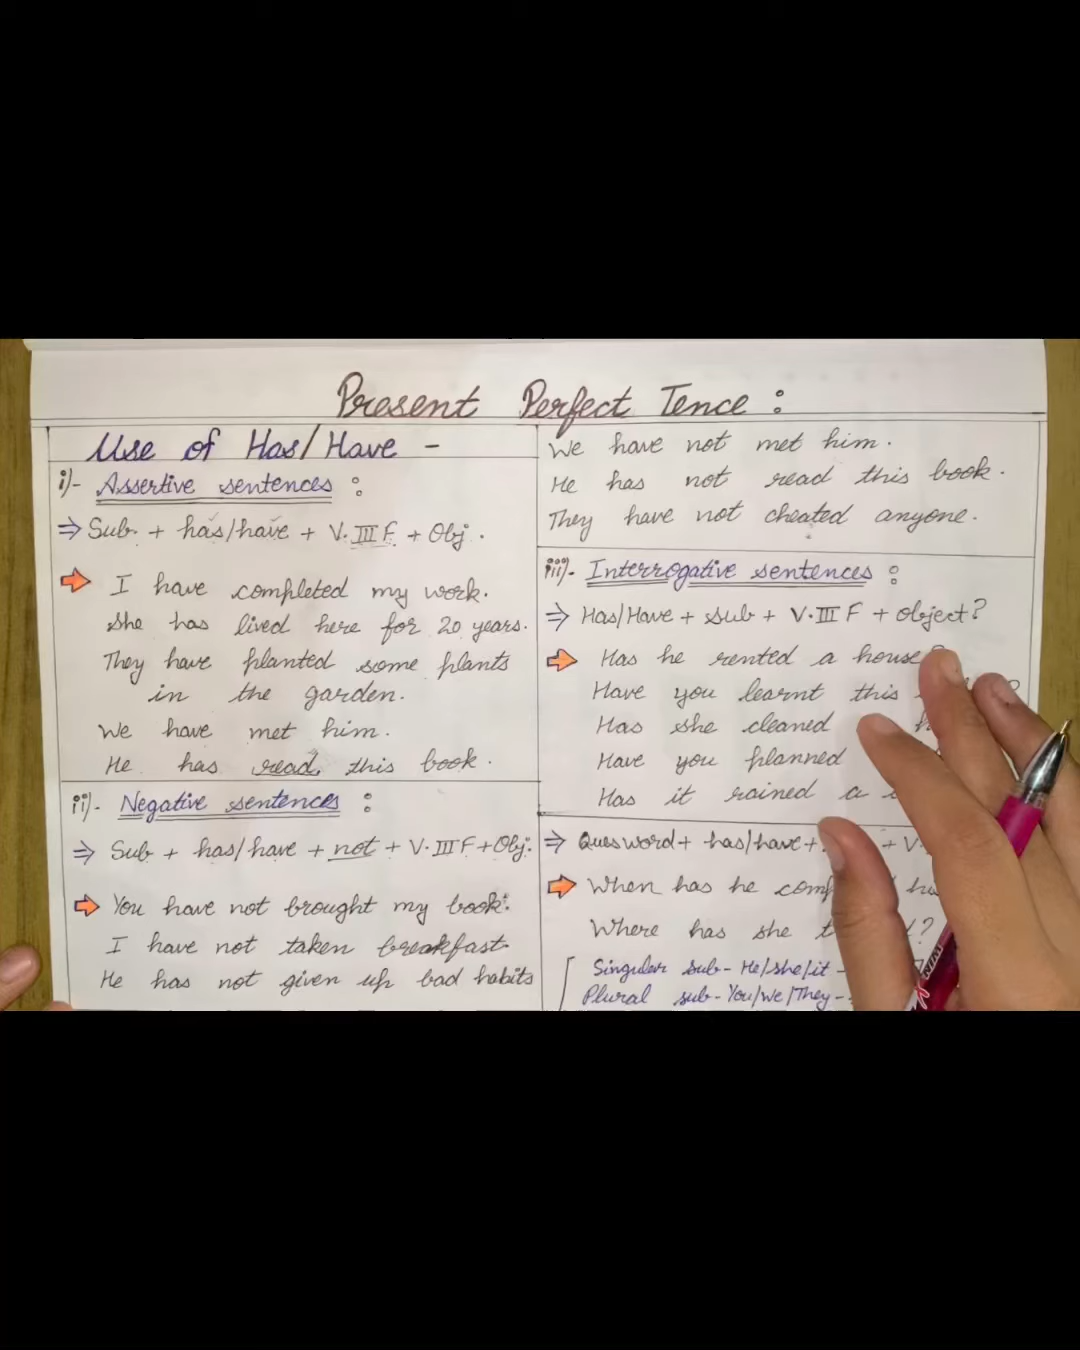 Present Perfect Tence :
Use of Has/Have -
i)- Assertive sentences :
⇒ Sub + has/have + V.III F + Obj.
I have completed my work.
She has lived here for 20 years.
They have planted some plants
in the garden.
We have met him.
He has read this book.
ii)- Negative sentences :
⇒ Sub + has/have + not + V.III F + Obj.
You have not brought my book.
I have not taken breakfast
He has not given up bad habits
We have not met him.
He has not read this book.
They have not cheated anyone.
iii)- Interrogative sentences :
⇒ Has/Have + sub + V.III F + object?
Has he rented a house?
Have you learnt this
Has she cleaned
Have you planned
Has it rained a
⇒ Ques word + has/have + + V.
When has he
Where has she
Singular sub - He/she/it -
Plural sub - You/We/They -